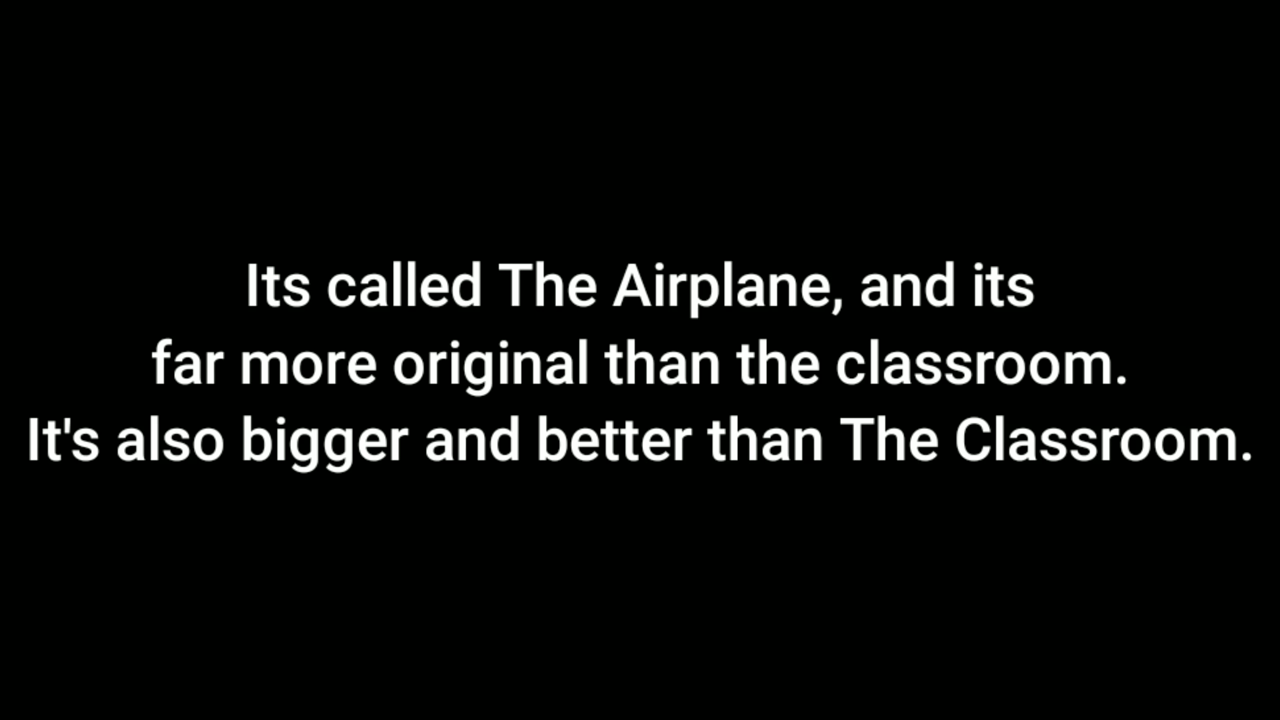 Its called The Airplane, and its
far more original than the classroom.
It's also bigger and better than The Classroom.